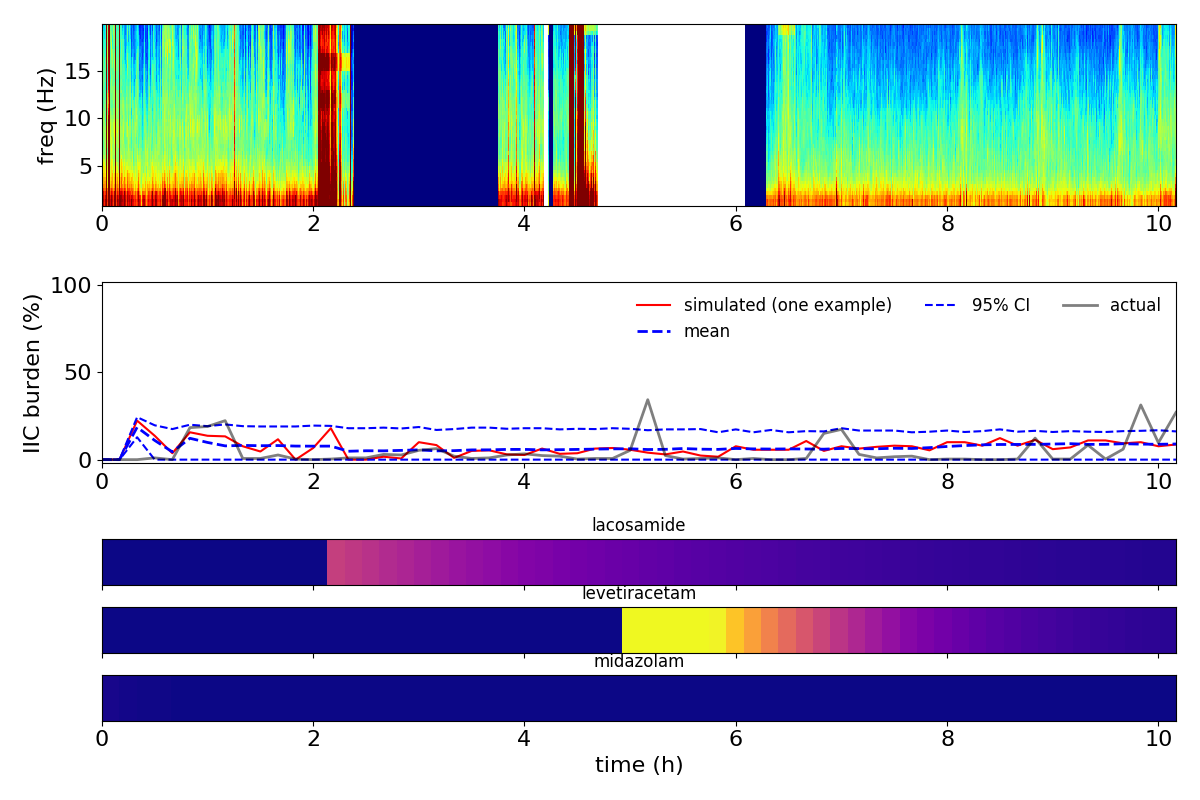 freq (Hz)
15
10
5
0 2 4 6 8 10
IIC burden (%)
100
50
0
simulated (one example)
mean
95% CI
actual
0 2 4 6 8 10
lacosamide
levetiracetam
midazolam
0 2 4 6 8 10
time (h)